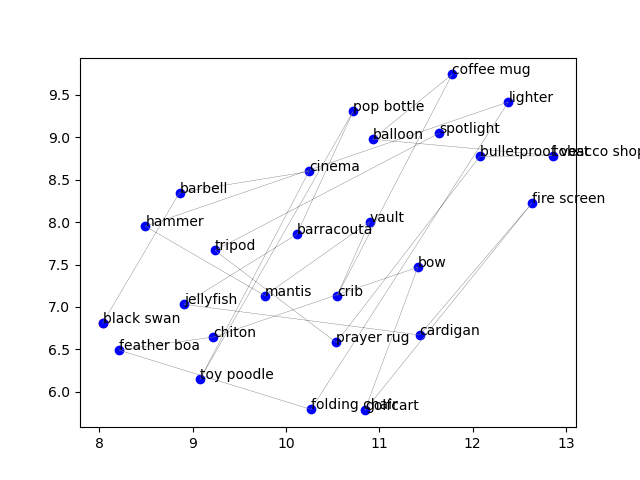 coffee mug
9.5
lighter
pop bottle
spotlight
balloon
9.0
bulletproof vest
tobacco shop
cinema
8.5
barbell
fire screen
hammer
vault
8.0
barracouta
tripod
7.5
bow
jellyfish
mantis
crib
7.0
black swan
cardigan
chiton
prayer rug
6.5
feather boa
toy poodle
6.0
folding chair
golfcart
8
9
10
11
12
13